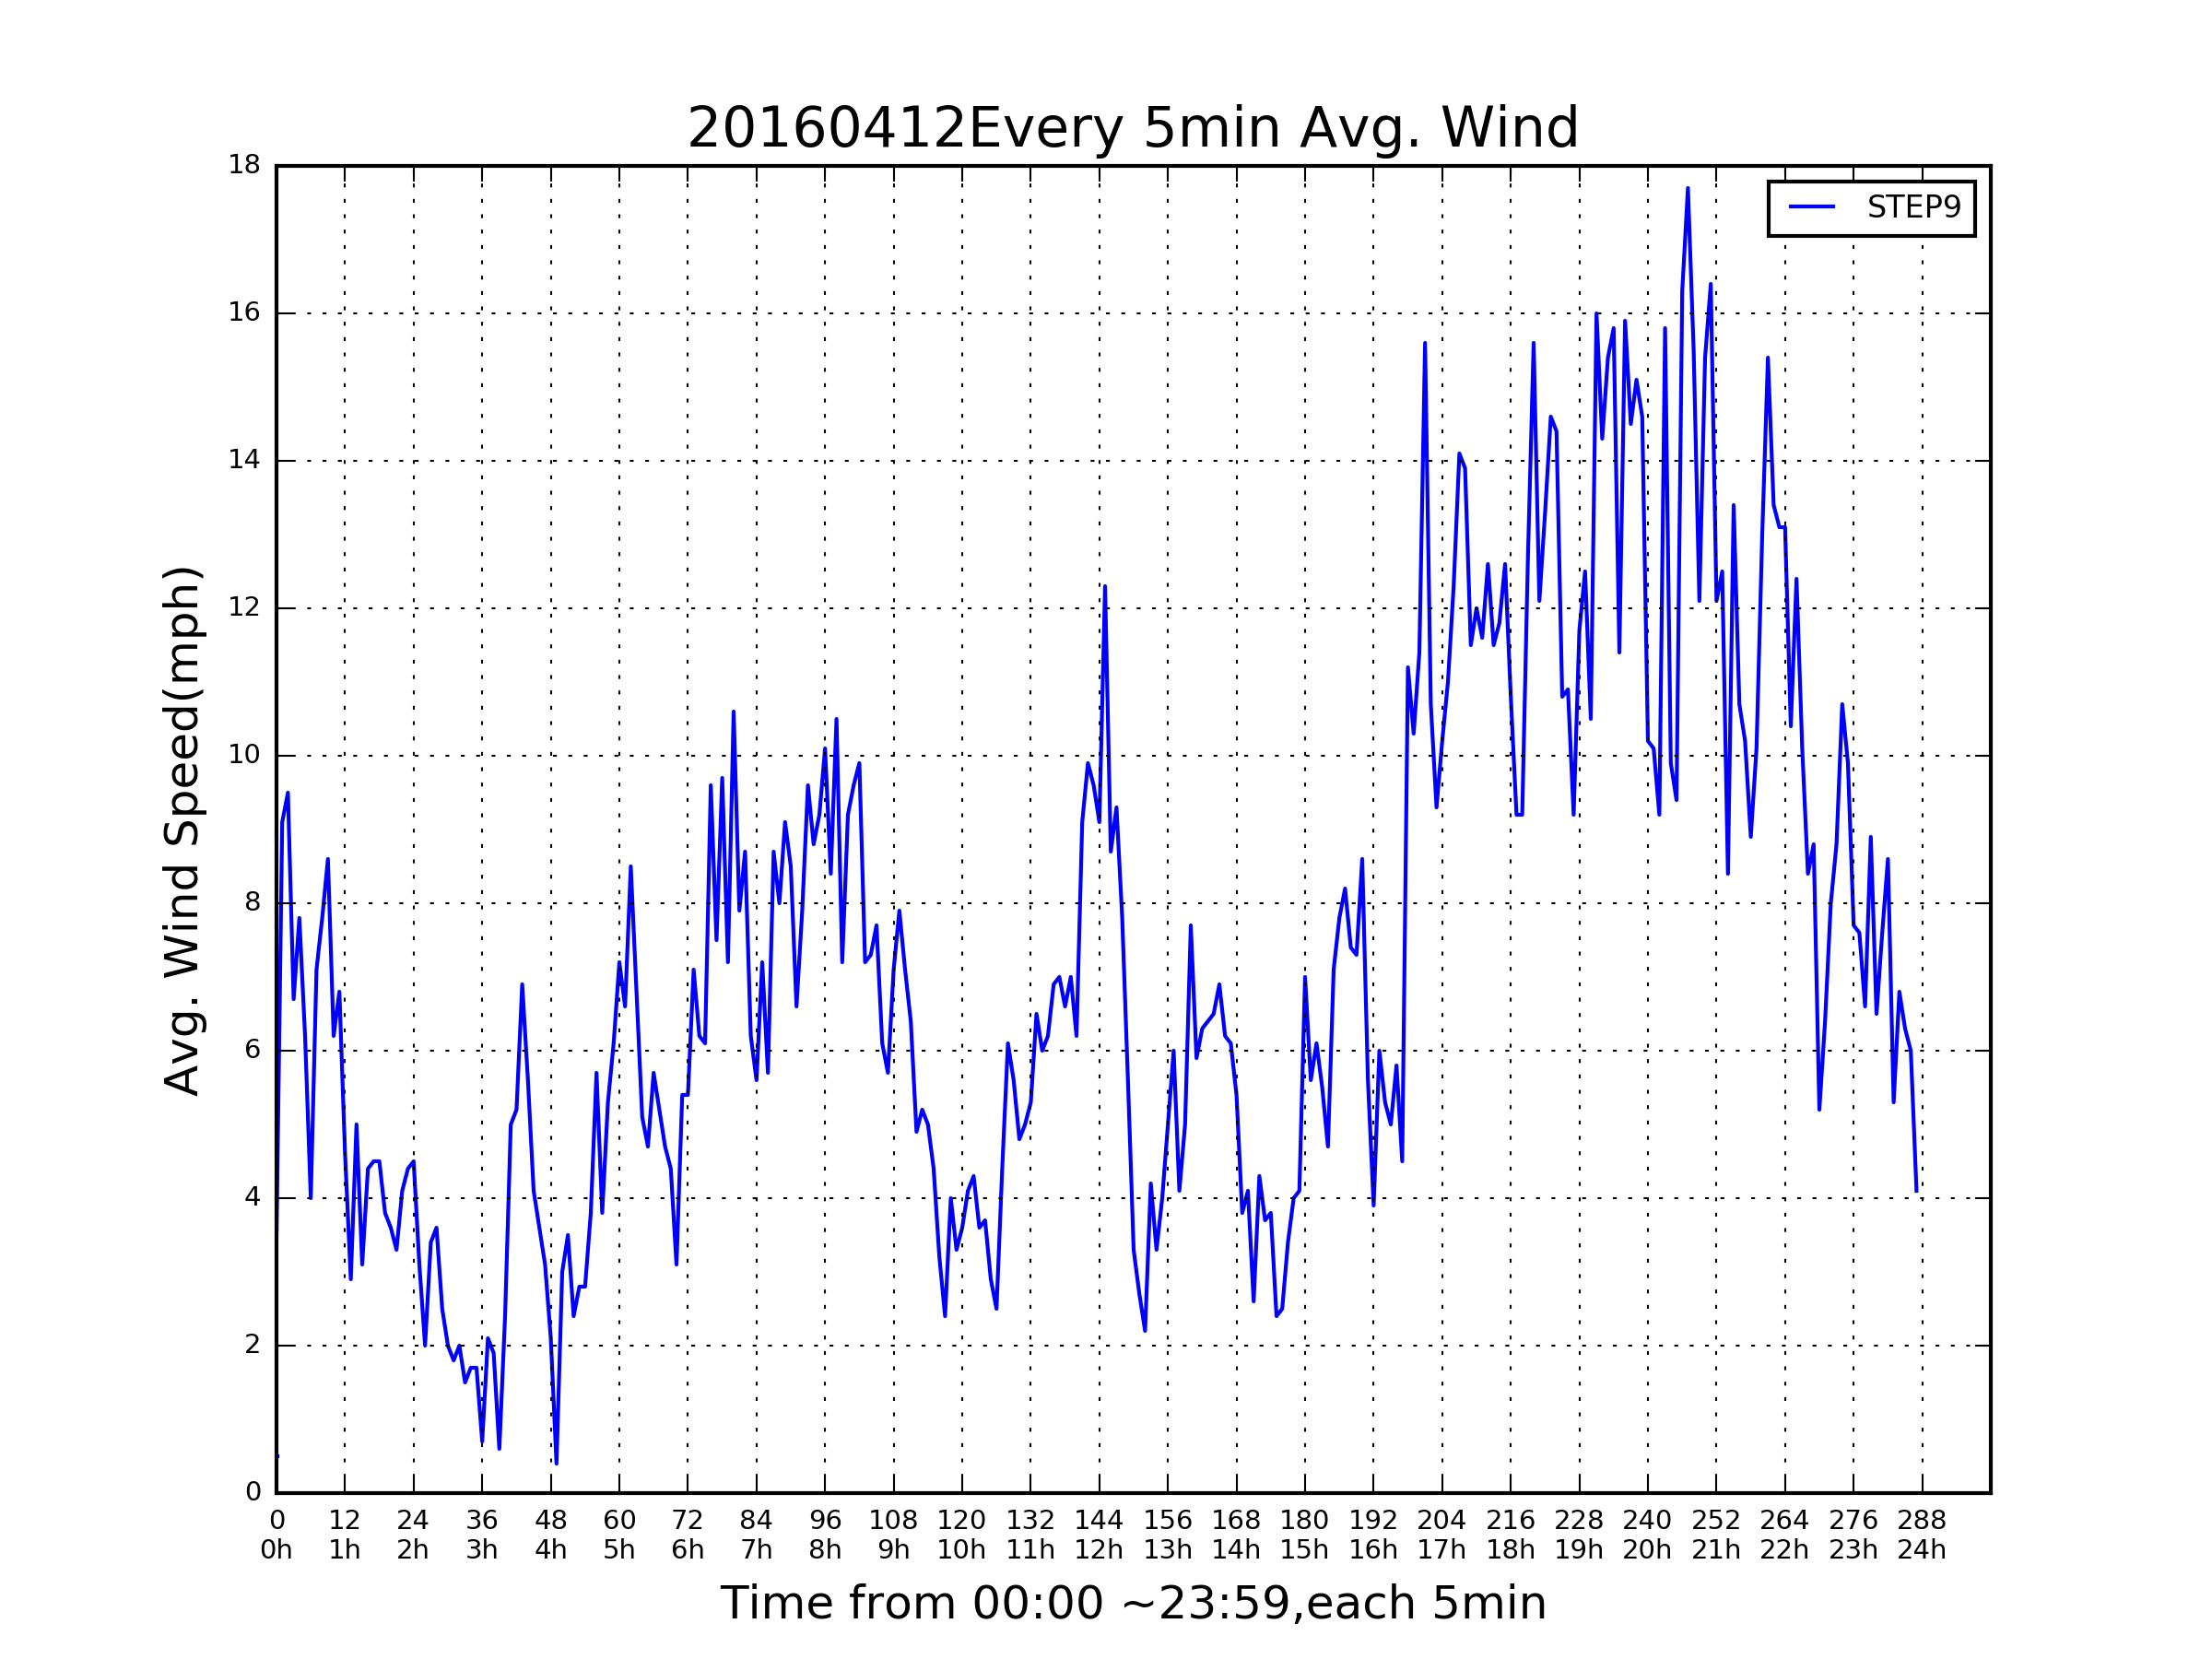 20160412Every 5min Avg. Wind
STEP9
Avg. Wind Speed(mph)
18
16
14
12
10
8
6
4
2
0
0 12 24 36 48 60 72 84 96 108 120 132 144 156 168 180 192 204 216 228 240 252 264 276 288
0h 1h 2h 3h 4h 5h 6h 7h 8h 9h 10h 11h 12h 13h 14h 15h 16h 17h 18h 19h 20h 21h 22h 23h 24h
Time from 00:00 ~23:59,each 5min